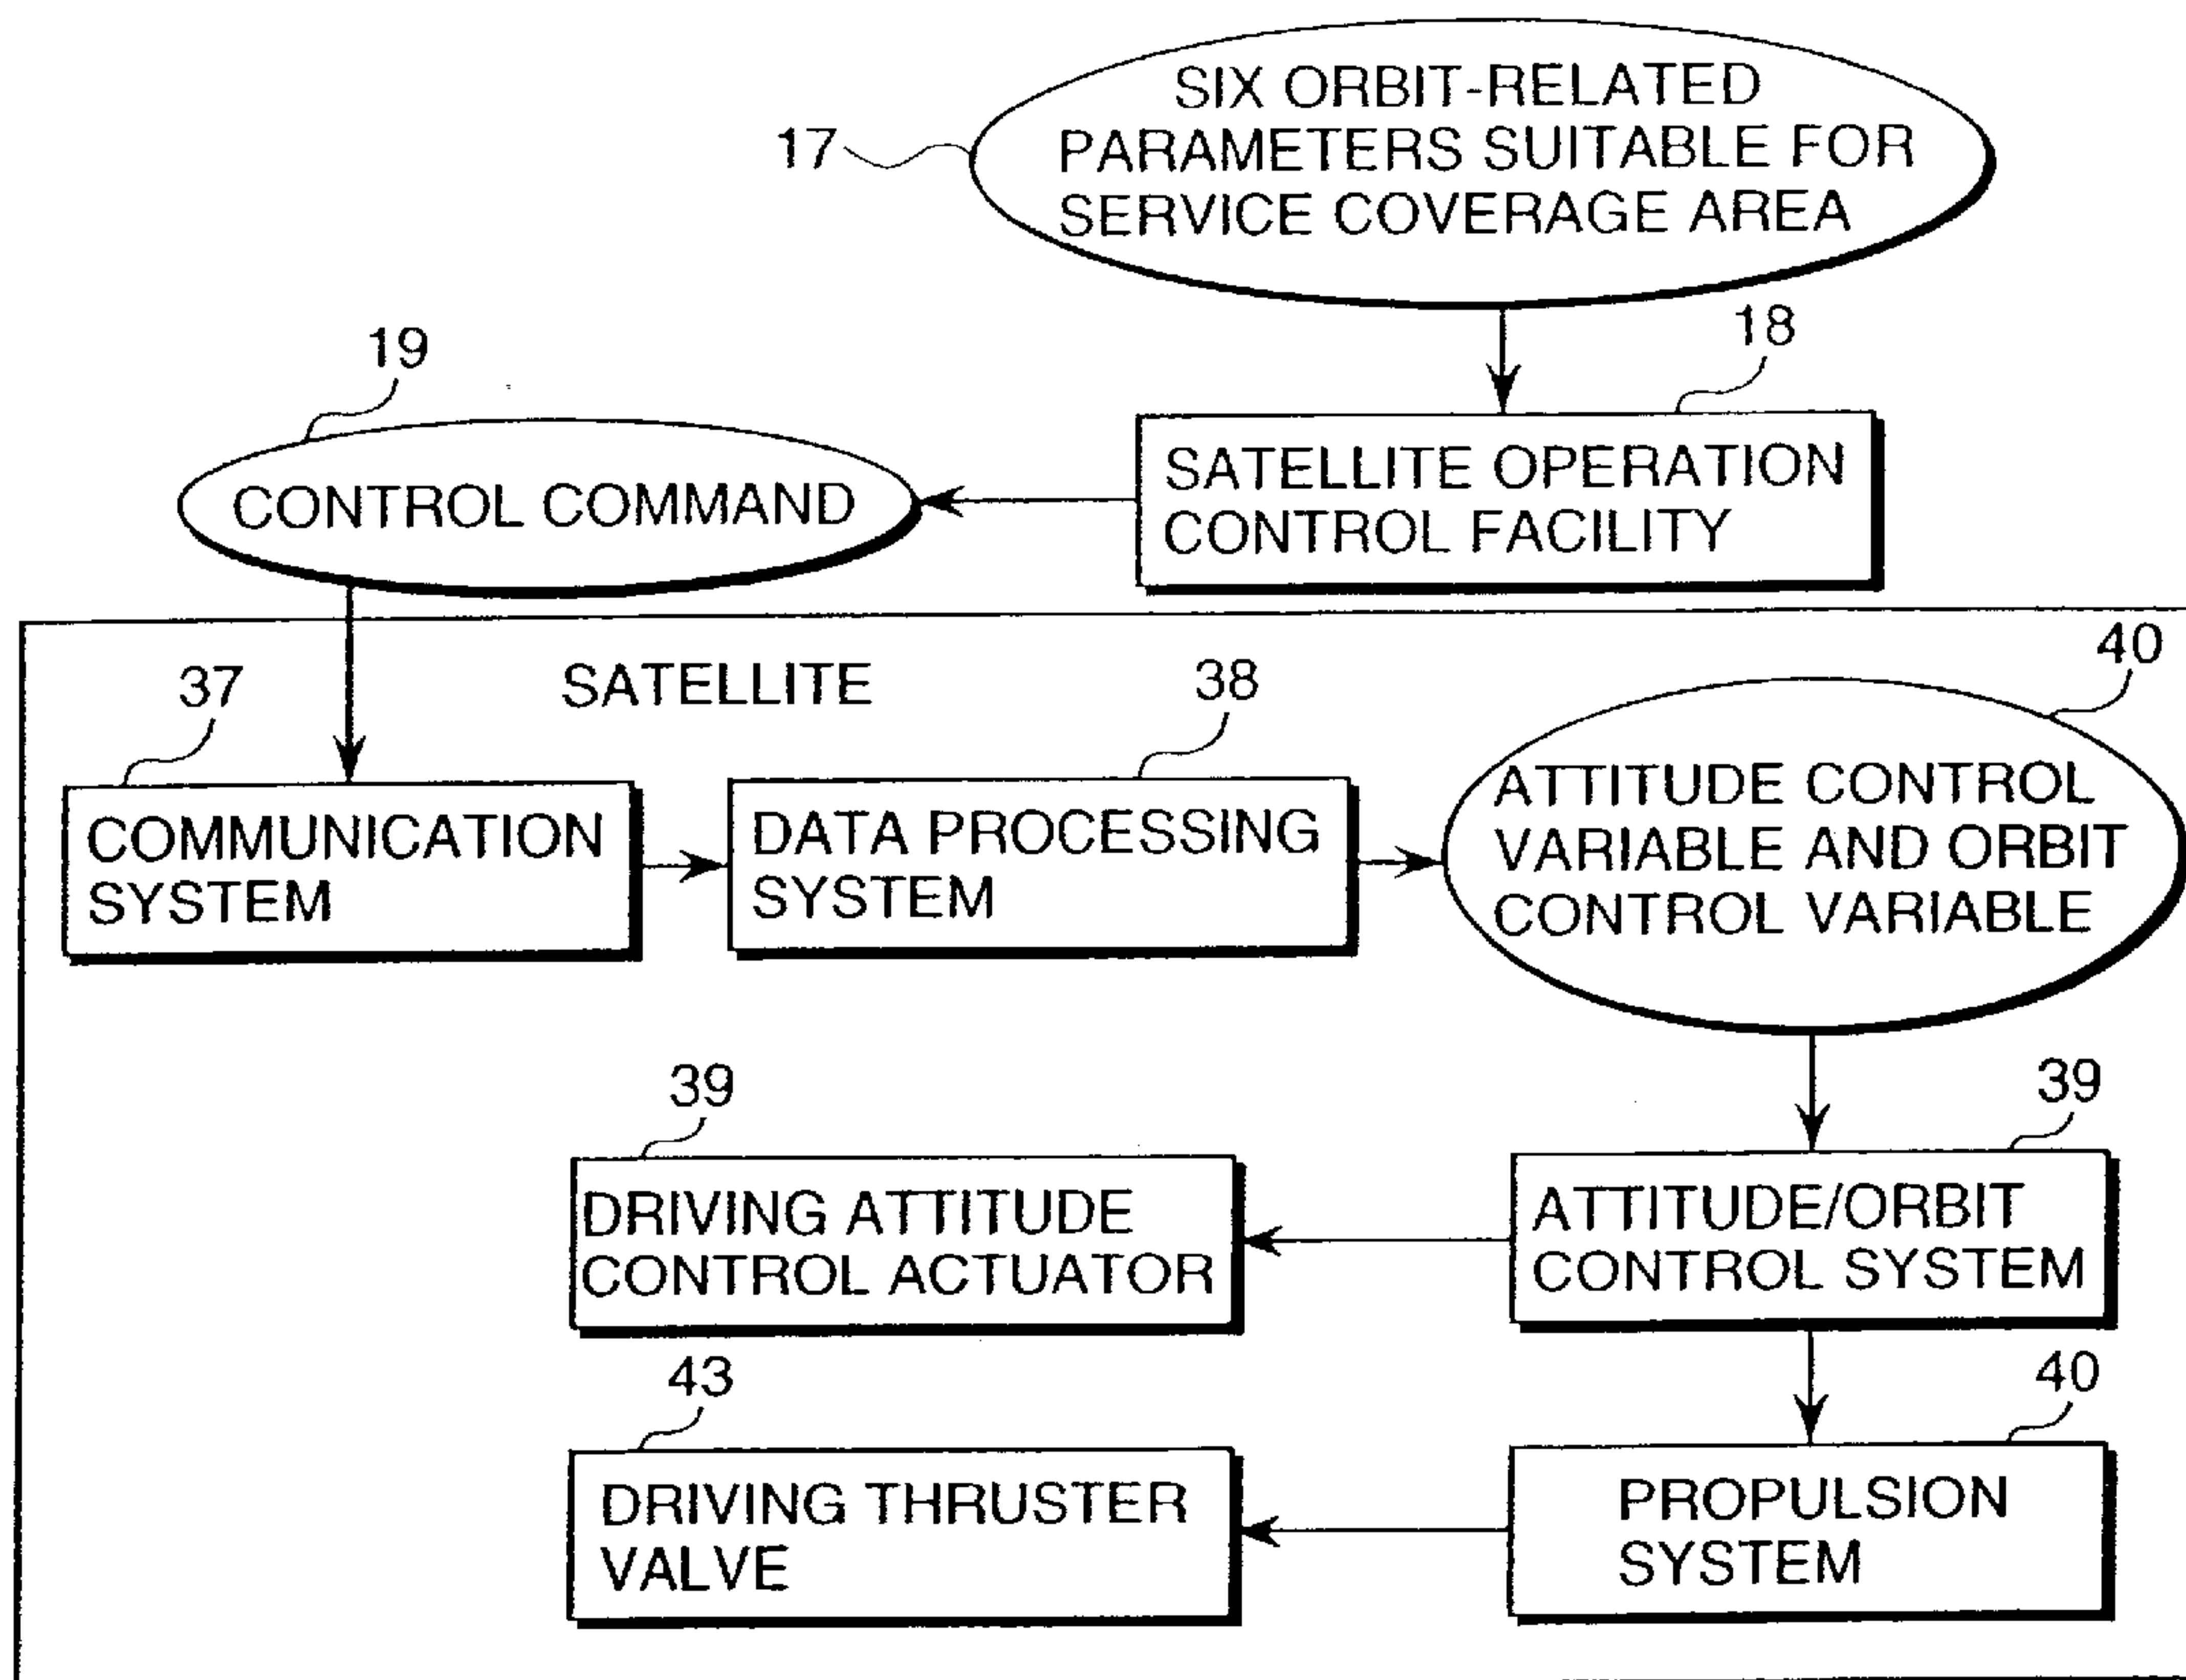 17
SIX ORBIT-RELATED
PARAMETERS SUITABLE FOR
SERVICE COVERAGE AREA
18
SATELLITE OPERATION
CONTROL FACILITY
19
CONTROL COMMAND
SATELLITE
37
COMMUNICATION
SYSTEM
38
DATA PROCESSING
SYSTEM
40
ATTITUDE CONTROL
VARIABLE AND ORBIT
CONTROL VARIABLE
39
DRIVING ATTITUDE
CONTROL ACTUATOR
39
ATTITUDE/ORBIT
CONTROL SYSTEM
43
DRIVING THRUSTER
VALVE
40
PROPULSION
SYSTEM